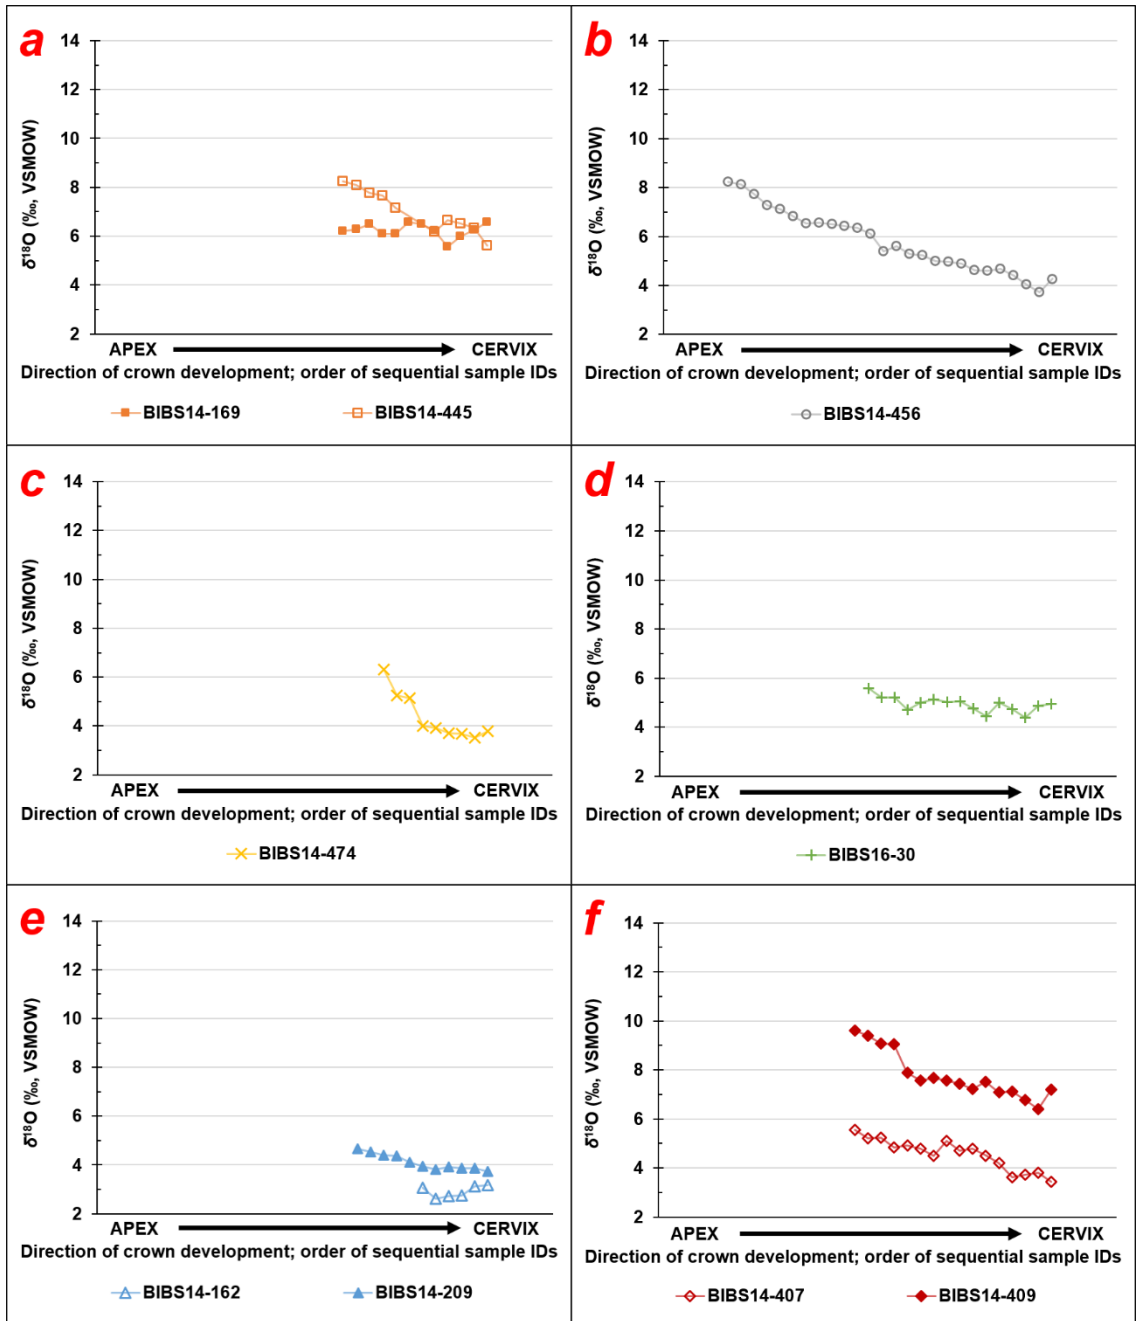 a
14
12
10
8
6
4
2
δ¹⁸O (‰, VSMOW)
APEX CERVIX
Direction of crown development; order of sequential sample IDs
BIBS14-169 BIBS14-445
b
14
12
10
8
6
4
2
δ¹⁸O (‰, VSMOW)
APEX CERVIX
Direction of crown development; order of sequential sample IDs
BIBS14-456
c
14
12
10
8
6
4
2
δ¹⁸O (‰, VSMOW)
APEX CERVIX
Direction of crown development; order of sequential sample IDs
BIBS14-474
d
14
12
10
8
6
4
2
δ¹⁸O (‰, VSMOW)
APEX CERVIX
Direction of crown development; order of sequential sample IDs
BIBS16-30
e
14
12
10
8
6
4
2
δ¹⁸O (‰, VSMOW)
APEX CERVIX
Direction of crown development; order of sequential sample IDs
BIBS14-162 BIBS14-209
f
14
12
10
8
6
4
2
δ¹⁸O (‰, VSMOW)
APEX CERVIX
Direction of crown development; order of sequential sample IDs
BIBS14-407 BIBS14-409